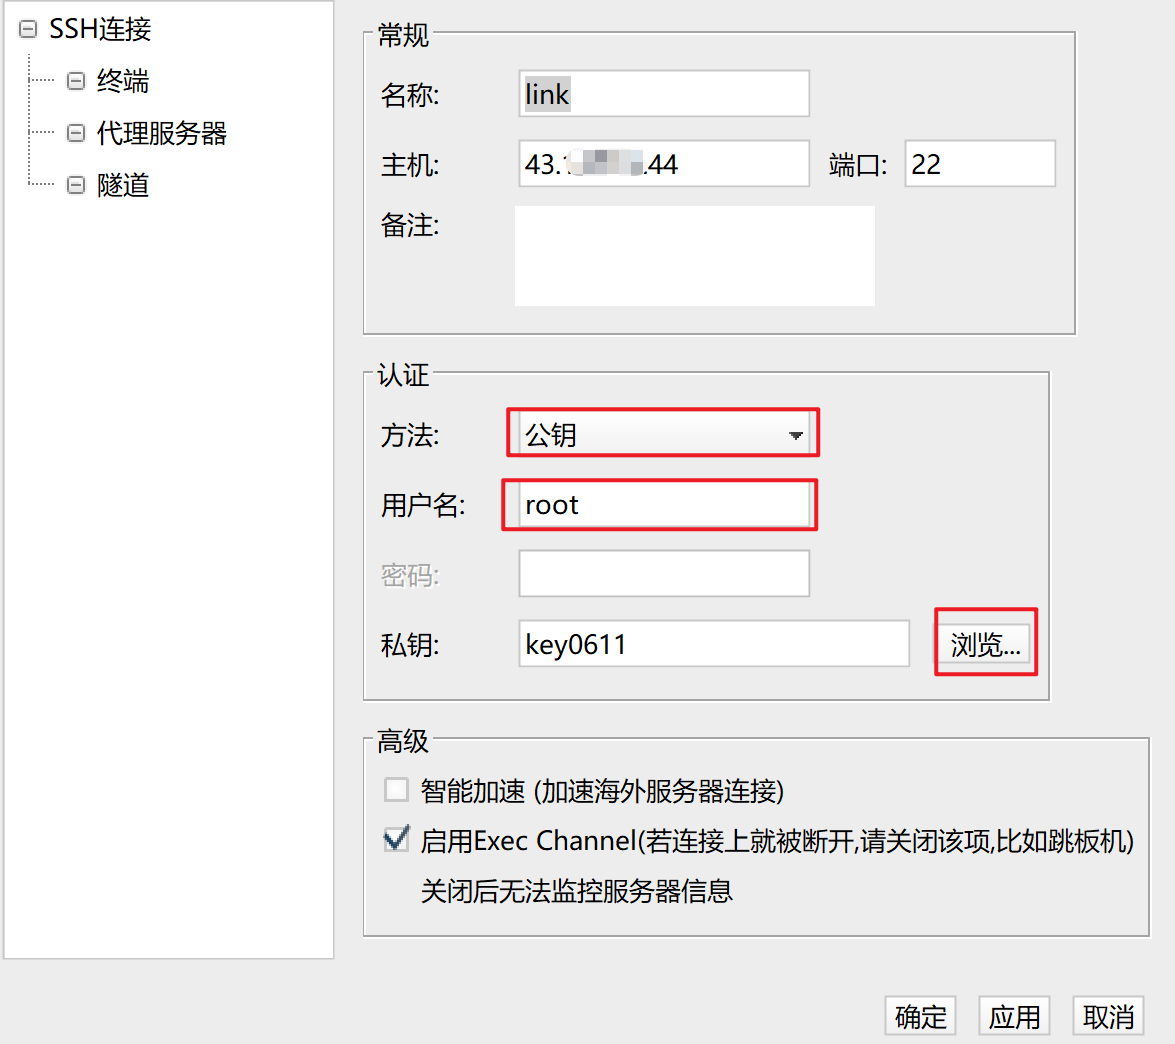 SSH连接
终端
代理服务器
隧道
常规
名称: link
主机: 43. .44 端口: 22
备注:
认证
方法: 公钥
用户名: root
密码:
私钥: key0611 浏览...
高级
智能加速 (加速海外服务器连接)
启用Exec Channel(若连接上就被断开,请关闭该项,比如跳板机)
关闭后无法监控服务器信息
确定 应用 取消